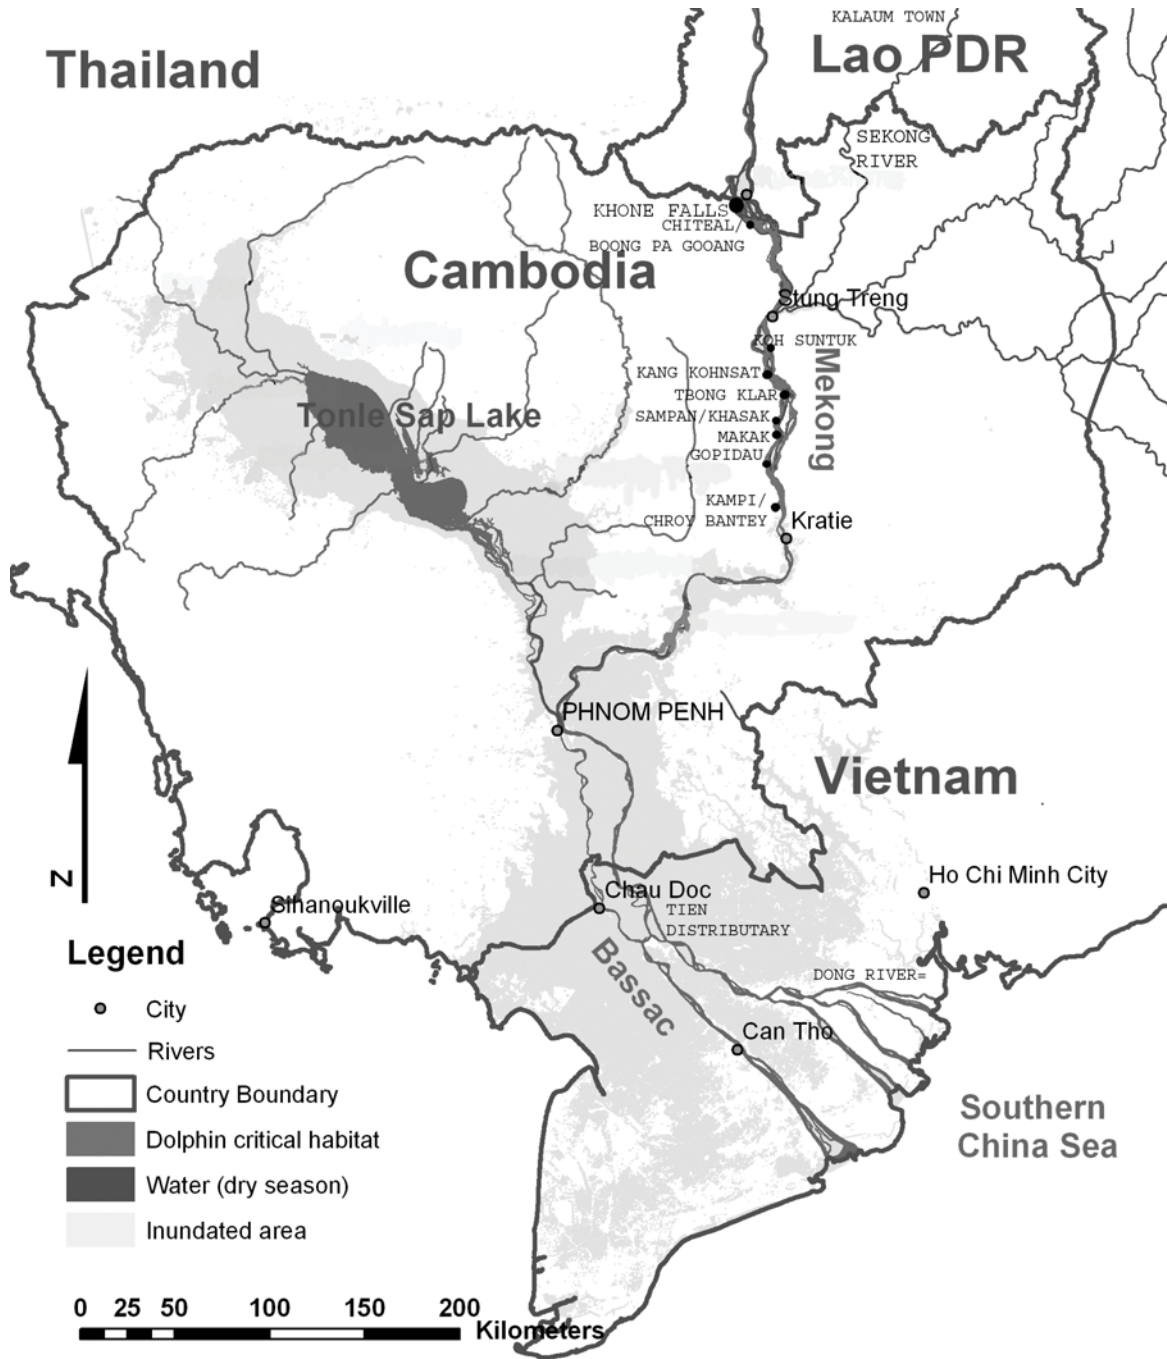 KALAUM TOWN
Thailand
Lao PDR
SEKONG
RIVER
KHONE FALLS
CHITEAL/
BOONG PA GOOANG
Cambodia
Stung Treng
KOH SUNTUK
Mekong
KANG KOHNSAT
TBONG KLAR
Tonle Sap Lake
SAMPAN/KHASAK
MAKAK
GOPIDAU
KAMPI/
CHROY BANTEY
Kratie
PHNOM PENH
Vietnam
Ho Chi Minh City
Chau Doc
TIEN
DISTRIBUTARY
Sihanoukville
Bassac
DONG RIVER=
Can Tho
Southern
China Sea
N
Legend
City
Rivers
Country Boundary
Dolphin critical habitat
Water (dry season)
Inundated area
0 25 50 100 150 200
Kilometers